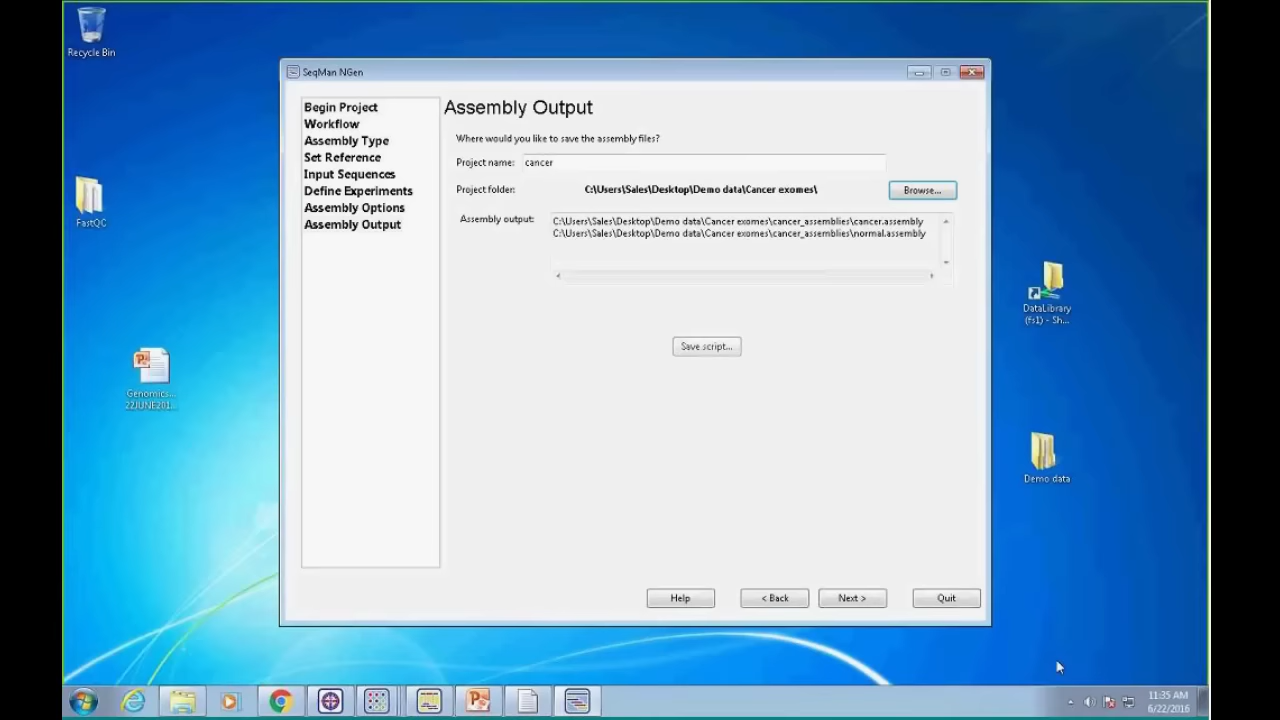 Recycle Bin
SeqMan NGen
Begin Project
Workflow
Assembly Type
Set Reference
Input Sequences
Define Experiments
Assembly Options
Assembly Output
Assembly Output
Where would you like to save the assembly files?
Project name: cancer
Project folder: C:\Users\Sales\Desktop\Demo data\Cancer exomes\ Browse...
Assembly output: C:\Users\Sales\Desktop\Demo data\Cancer exomes\cancer_assemblies\cancer.assembly
C:\Users\Sales\Desktop\Demo data\Cancer exomes\cancer_assemblies\normal.assembly
Save script...
Help < Back Next > Quit
FastQC
Genomics...
22JUNE201...
DataLibrary
(fs1) - Sh...
Demo data
11:35 AM
6/22/2016